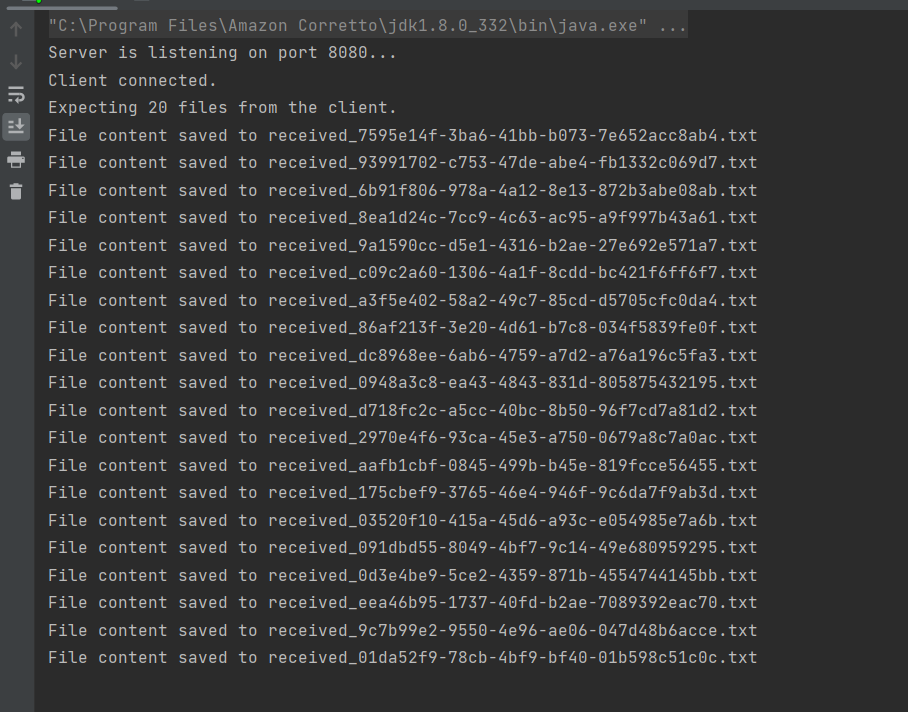 "C:\Program Files\Amazon Corretto\jdk1.8.0_332\bin\java.exe" ...
Server is listening on port 8080...
Client connected.
Expecting 20 files from the client.
File content saved to received_7595e14f-3ba6-41bb-b073-7e652acc8ab4.txt
File content saved to received_93991702-c753-47de-abe4-fb1332c069d7.txt
File content saved to received_6b91f806-978a-4a12-8e13-872b3abe08ab.txt
File content saved to received_8ea1d24c-7cc9-4c63-ac95-a9f997b43a61.txt
File content saved to received_9a1590cc-d5e1-4316-b2ae-27e692e571a7.txt
File content saved to received_c09c2a60-1306-4a1f-8cdd-bc421f6ff6f7.txt
File content saved to received_a3f5e402-58a2-49c7-85cd-d5705cfc0da4.txt
File content saved to received_86af213f-3e20-4d61-b7c8-034f5839fe0f.txt
File content saved to received_dc8968ee-6ab6-4759-a7d2-a76a196c5fa3.txt
File content saved to received_0948a3c8-ea43-4843-831d-805875432195.txt
File content saved to received_d718fc2c-a5cc-40bc-8b50-96f7cd7a81d2.txt
File content saved to received_2970e4f6-93ca-45e3-a750-0679a8c7a0ac.txt
File content saved to received_aafb1cbf-0845-499b-b45e-819fcce56455.txt
File content saved to received_175cbef9-3765-46e4-946f-9c6da7f9ab3d.txt
File content saved to received_03520f10-415a-45d6-a93c-e054985e7a6b.txt
File content saved to received_091dbd55-8049-4bf7-9c14-49e680959295.txt
File content saved to received_0d3e4be9-5ce2-4359-871b-4554744145bb.txt
File content saved to received_eea46b95-1737-40fd-b2ae-7089392eac70.txt
File content saved to received_9c7b99e2-9550-4e96-ae06-047d48b6acce.txt
File content saved to received_01da52f9-78cb-4bf9-bf40-01b598c51c0c.txt